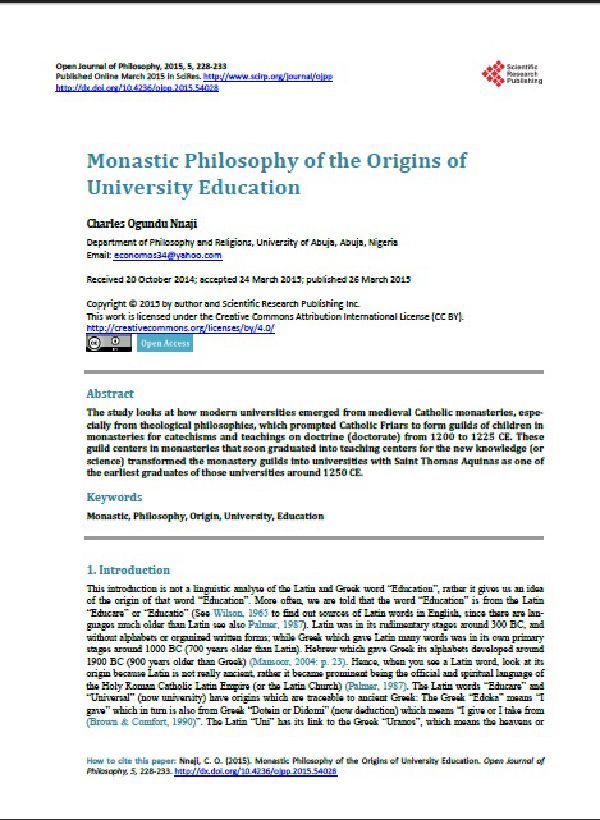 Open Journal of Philosophy, 2015, 5, 228-233
Published Online March 2015 in SciRes. http://www.scirp.org/journal/ojpp
http://dx.doi.org/10.4236/ojpp.2015.54028
Scientific
Research
Publishing
Monastic Philosophy of the Origins of
University Education
Charles Ogundu Nnaji
Department of Philosophy and Religions, University of Abuja, Abuja, Nigeria
Email: economos34@yahoo.com
Received 20 October 2014; accepted 24 March 2015; published 26 March 2015
Copyright © 2015 by author and Scientific Research Publishing Inc.
This work is licensed under the Creative Commons Attribution International License (CC BY).
http://creativecommons.org/licenses/by/4.0/
Open Access
Abstract
The study looks at how modern universities emerged from medieval Catholic monasteries, espe-
cially from theological philosophies, which prompted Catholic Friars to form guilds of children in
monasteries for catechisms and teachings on doctrine (doctorate) from 1200 to 1225 CE. These
guild centers in monasteries that soon graduated into teaching centers for the new knowledge (or
science) transformed the monastery guilds into universities with Saint Thomas Aquinas as one of
the earliest graduates of those universities around 1250 CE.
Keywords
Monastic, Philosophy, Origin, University, Education
1. Introduction
This introduction is not a linguistic analyse of the Latin and Greek word “Education”, rather it gives us an idea
of the origin of that word “Education”. More often, we are told that the word “Education” is from the Latin
“Educare” or “Educatio” (See Wilson, 1965 to find out sources of Latin words in English, since there are lan-
guages much older than Latin see also Palmer, 1987). Latin was in its rudimentary stages around 300 BC, and
without alphabets or organized written forms; while Greek which gave Latin many words was in its own primary
stages around 1000 BC (700 years older than Latin). Hebrew which gave Greek its alphabets developed around
1900 BC (900 years older than Greek) (Mansoor, 2004: p. 23). Hence, when you see a Latin word, look at its
origin because Latin is not really ancient, rather it became prominent being the official and spiritual language of
the Holy Roman Catholic Latin Empire (or the Latin Church) (Palmer, 1987). The Latin words “Educare” and
“Universal” (now university) have origins which are traceable to ancient Greek: The Greek “Edoka” means “I
gave” which in turn is also from Greek “Dotein or Didomi” (now deduction) which means “I give or I take from
(Brown & Comfort, 1990)”. The Latin “Uni” has its link to the Greek “Uranos”, which means the heavens or
How to cite this paper: Nnaji, C. O. (2015). Monastic Philosophy of the Origins of University Education. Open Journal of
Philosophy, 5, 228-233. http://dx.doi.org/10.4236/ojpp.2015.54028